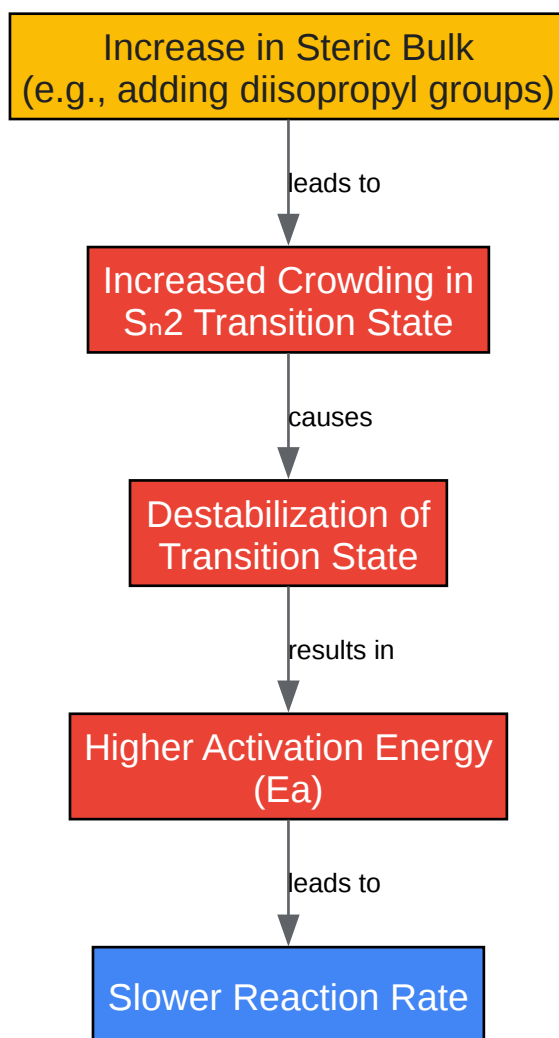 Increase in Steric Bulk
(e.g., adding diisopropyl groups)
leads to
Increased Crowding in
Sₙ2 Transition State
causes
Destabilization of
Transition State
results in
Higher Activation Energy
(Ea)
leads to
Slower Reaction Rate